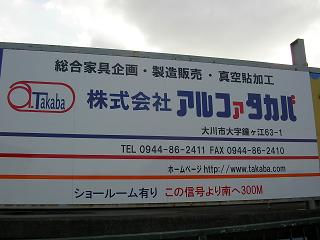 総合家具企画・製造販売・真空貼加工
α.Takaba
株式会社 アルファタカバ
大川市大字鐘ヶ江63-1
TEL 0944-86-2411 FAX 0944-86-2410
ホームページ http://www.takaba.com
ショールーム有り この信号より南へ300M